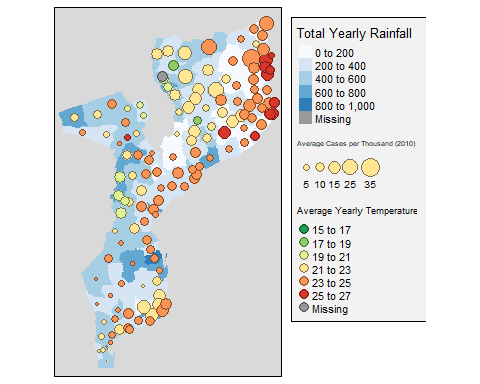 Total Yearly Rainfall
0 to 200
200 to 400
400 to 600
600 to 800
800 to 1,000
Missing
Average Cases per Thousand (2010)
5 10 15 25 35
Average Yearly Temperature
15 to 17
17 to 19
19 to 21
21 to 23
23 to 25
25 to 27
Missing